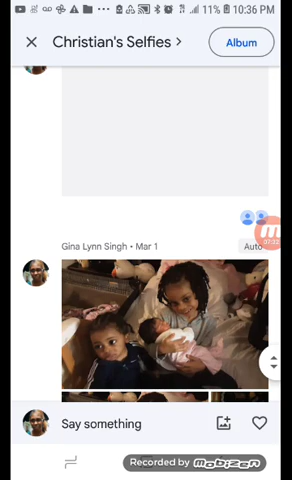 11% 10:36 PM
Christian's Selfies >
Album
Gina Lynn Singh • Mar 1
Auto
Say something
Recorded by mobizen